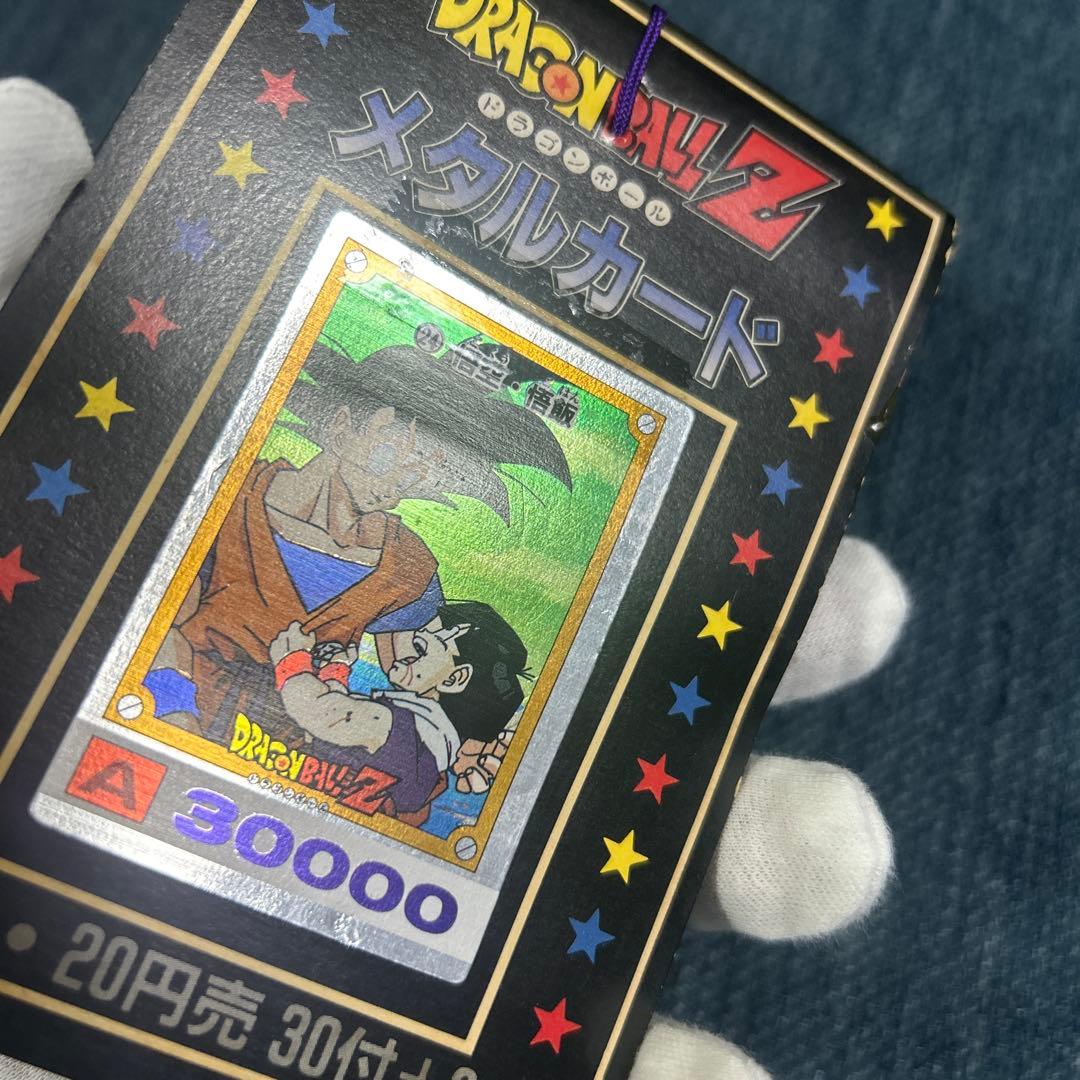 DRAGON BALL Z
ドラゴンボール
メタルカード
24 悟空・悟飯
DRAGON BALL Z
A 30000
● 20円売 30付+